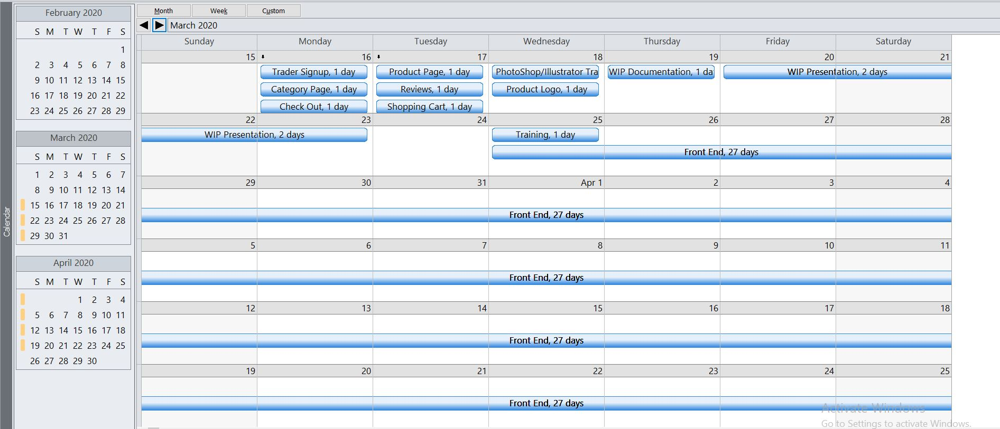 Calendar
February 2020
S M T W T F S
1
2 3 4 5 6 7 8
9 10 11 12 13 14 15
16 17 18 19 20 21 22
23 24 25 26 27 28 29
March 2020
S M T W T F S
1 2 3 4 5 6 7
8 9 10 11 12 13 14
15 16 17 18 19 20 21
22 23 24 25 26 27 28
29 30 31
April 2020
S M T W T F S
1 2 3 4
5 6 7 8 9 10 11
12 13 14 15 16 17 18
19 20 21 22 23 24 25
26 27 28 29 30
Month Week Custom
March 2020
Sunday Monday Tuesday Wednesday Thursday Friday Saturday
15 16 17 18 19 20 21
Trader Signup, 1 day Product Page, 1 day PhotoShop/Illustrator Tra WIP Documentation, 1 da WIP Presentation, 2 days
Category Page, 1 day Reviews, 1 day Product Logo, 1 day
Check Out, 1 day Shopping Cart, 1 day
22 23 24 25 26 27 28
WIP Presentation, 2 days Training, 1 day
Front End, 27 days
29 30 31 Apr 1 2 3 4
Front End, 27 days
5 6 7 8 9 10 11
Front End, 27 days
12 13 14 15 16 17 18
Front End, 27 days
19 20 21 22 23 24 25
Front End, 27 days
Activate Windows
Go to Settings to activate Windows.